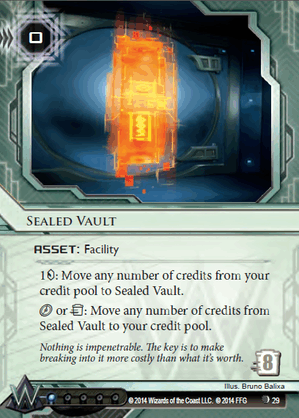 0
SEALED VAULT
ASSET: Facility
1: Move any number of credits from your
credit pool to Sealed Vault.
or : Move any number of credits from
Sealed Vault to your credit pool.
Nothing is impenetrable. The key is to make
breaking into it more costly than what it's worth.
8
Illus. Bruno Balixa
© 2014 Wizards of the Coast LLC. © 2014 FFG 29